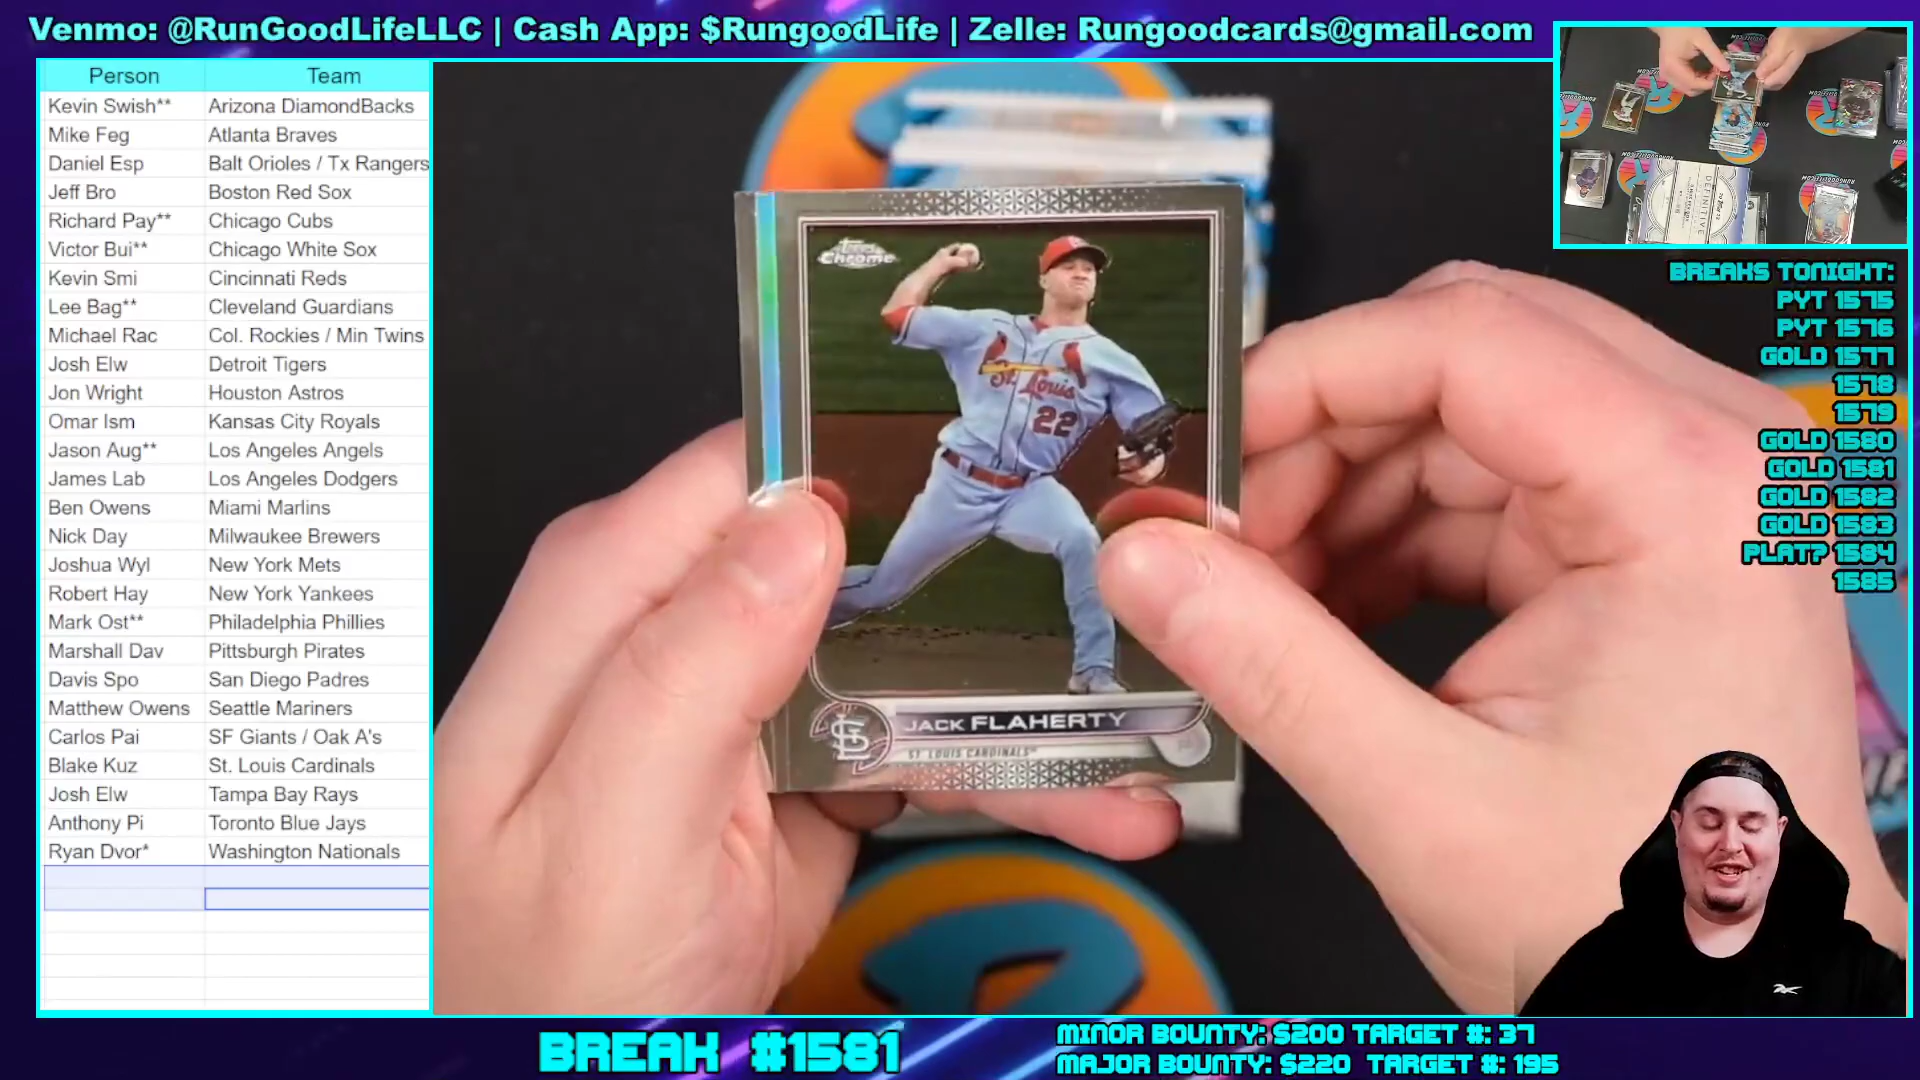 Venmo: @RunGoodLifeLLC | Cash App: $RungoodLife | Zelle: Rungoodcards@gmail.com
Person Team
Kevin Swish** Arizona DiamondBacks
Mike Feg Atlanta Braves
Daniel Esp Balt Orioles / Tx Rangers
Jeff Bro Boston Red Sox
Richard Pay** Chicago Cubs
Victor Bui** Chicago White Sox
Kevin Smi Cincinnati Reds
Lee Bag** Cleveland Guardians
Michael Rac Col. Rockies / Min Twins
Josh Elw Detroit Tigers
Jon Wright Houston Astros
Omar Ism Kansas City Royals
Jason Aug** Los Angeles Angels
James Lab Los Angeles Dodgers
Ben Owens Miami Marlins
Nick Day Milwaukee Brewers
Joshua Wyl New York Mets
Robert Hay New York Yankees
Mark Ost** Philadelphia Phillies
Marshall Dav Pittsburgh Pirates
Davis Spo San Diego Padres
Matthew Owens Seattle Mariners
Carlos Pai SF Giants / Oak A's
Blake Kuz St. Louis Cardinals
Josh Elw Tampa Bay Rays
Anthony Pi Toronto Blue Jays
Ryan Dvor* Washington Nationals
Topps
Chrome
St. Louis
22
JACK FLAHERTY
ST. LOUIS CARDINALS™
DEFINITIVE
BREAKS TONIGHT:
PYT 1575
PYT 1576
GOLD 1577
1578
1579
GOLD 1580
GOLD 1581
GOLD 1582
GOLD 1583
PLAT? 1584
1585
BREAK #1581
MINOR BOUNTY: $200 TARGET #: 37
MAJOR BOUNTY: $220 TARGET #: 195